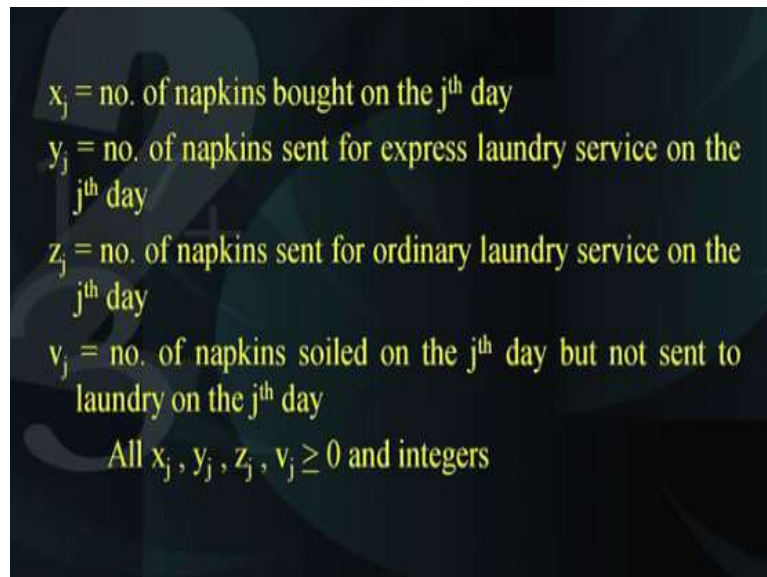 xⱼ = no. of napkins bought on the jᵗʰ day
yⱼ = no. of napkins sent for express laundry service on the
jᵗʰ day
zⱼ = no. of napkins sent for ordinary laundry service on the
jᵗʰ day
vⱼ = no. of napkins soiled on the jᵗʰ day but not sent to
laundry on the jᵗʰ day
All xⱼ , yⱼ , zⱼ , vⱼ ≥ 0 and integers